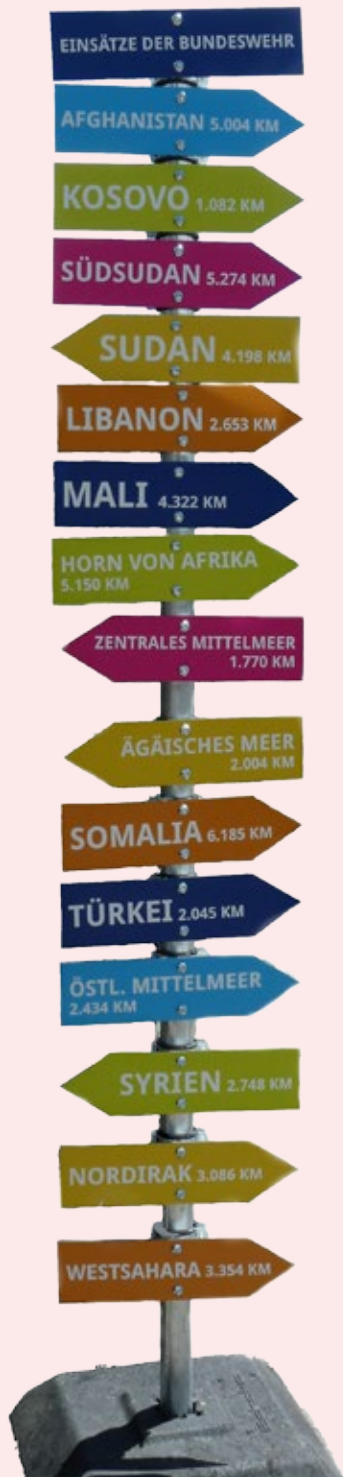 EINSÄTZE DER BUNDESWEHR
AFGHANISTAN 5.004 KM
KOSOVO 1.082 KM
SÜDSUDAN 5.274 KM
SUDAN 4.198 KM
LIBANON 2.653 KM
MALI 4.322 KM
HORN VON AFRIKA
5.150 KM
ZENTRALES MITTELMEER
1.770 KM
ÄGÄISCHES MEER
2.004 KM
SOMALIA 6.185 KM
TÜRKEI 2.045 KM
ÖSTL. MITTELMEER
2.434 KM
SYRIEN 2.748 KM
NORDIRAK 3.086 KM
WESTSAHARA 3.354 KM